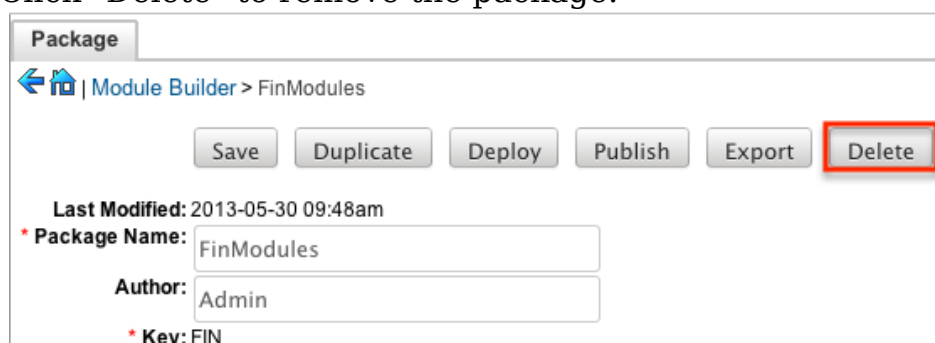 Click "Delete" to remove the package.
Package
| Module Builder > FinModules
Save Duplicate Deploy Publish Export Delete
Last Modified: 2013-05-30 09:48am
* Package Name: FinModules
Author: Admin
* Key: FIN